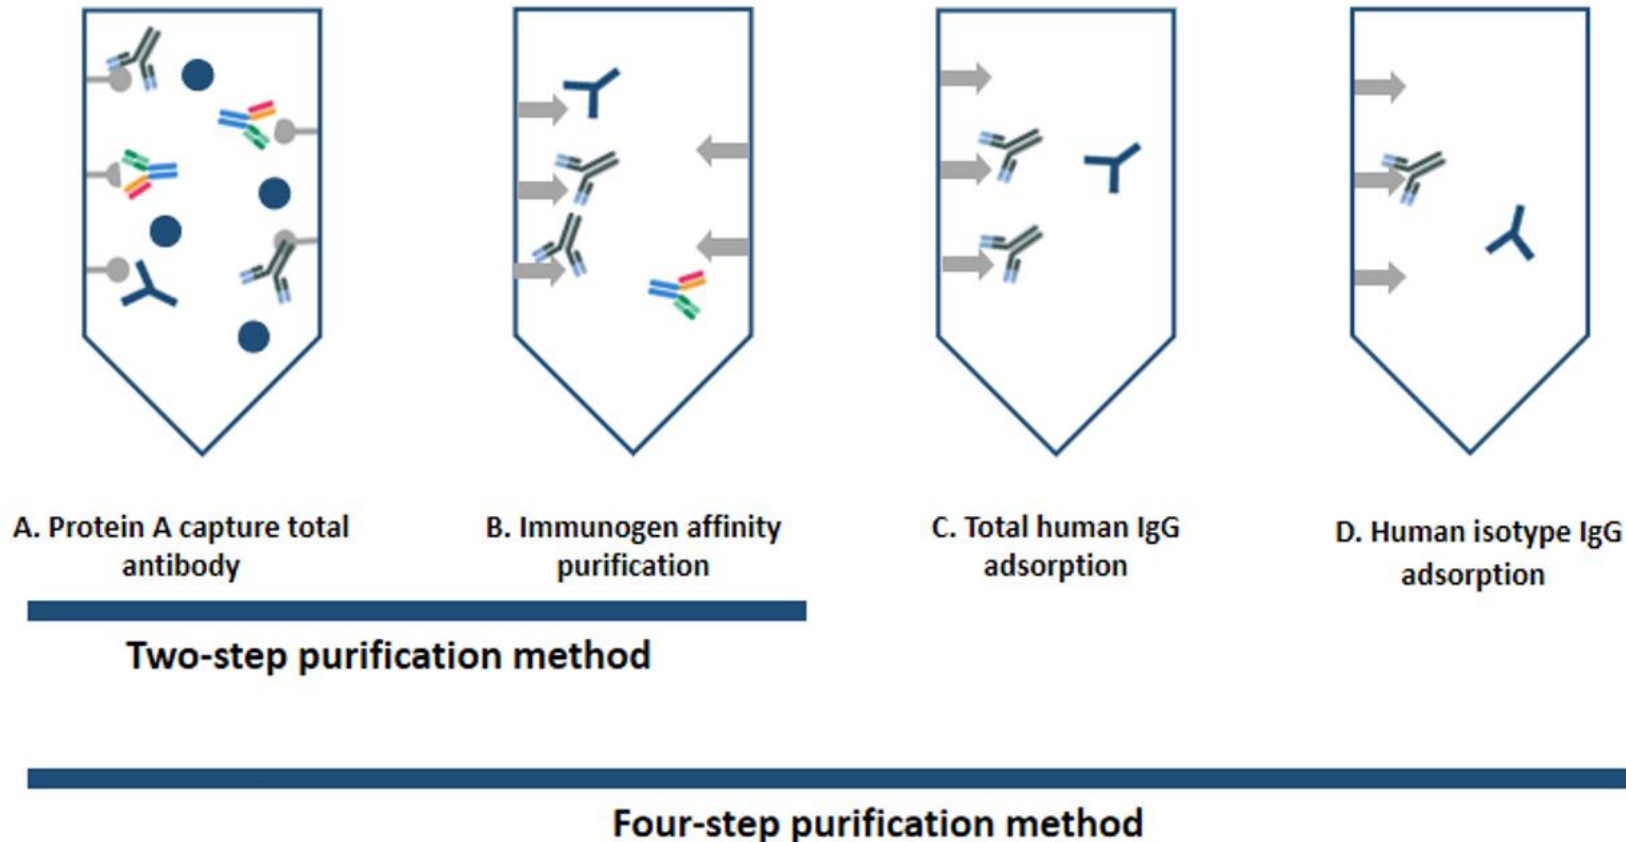 A. Protein A capture total
antibody
B. Immunogen affinity
purification
C. Total human IgG
adsorption
D. Human isotype IgG
adsorption
Two-step purification method
Four-step purification method